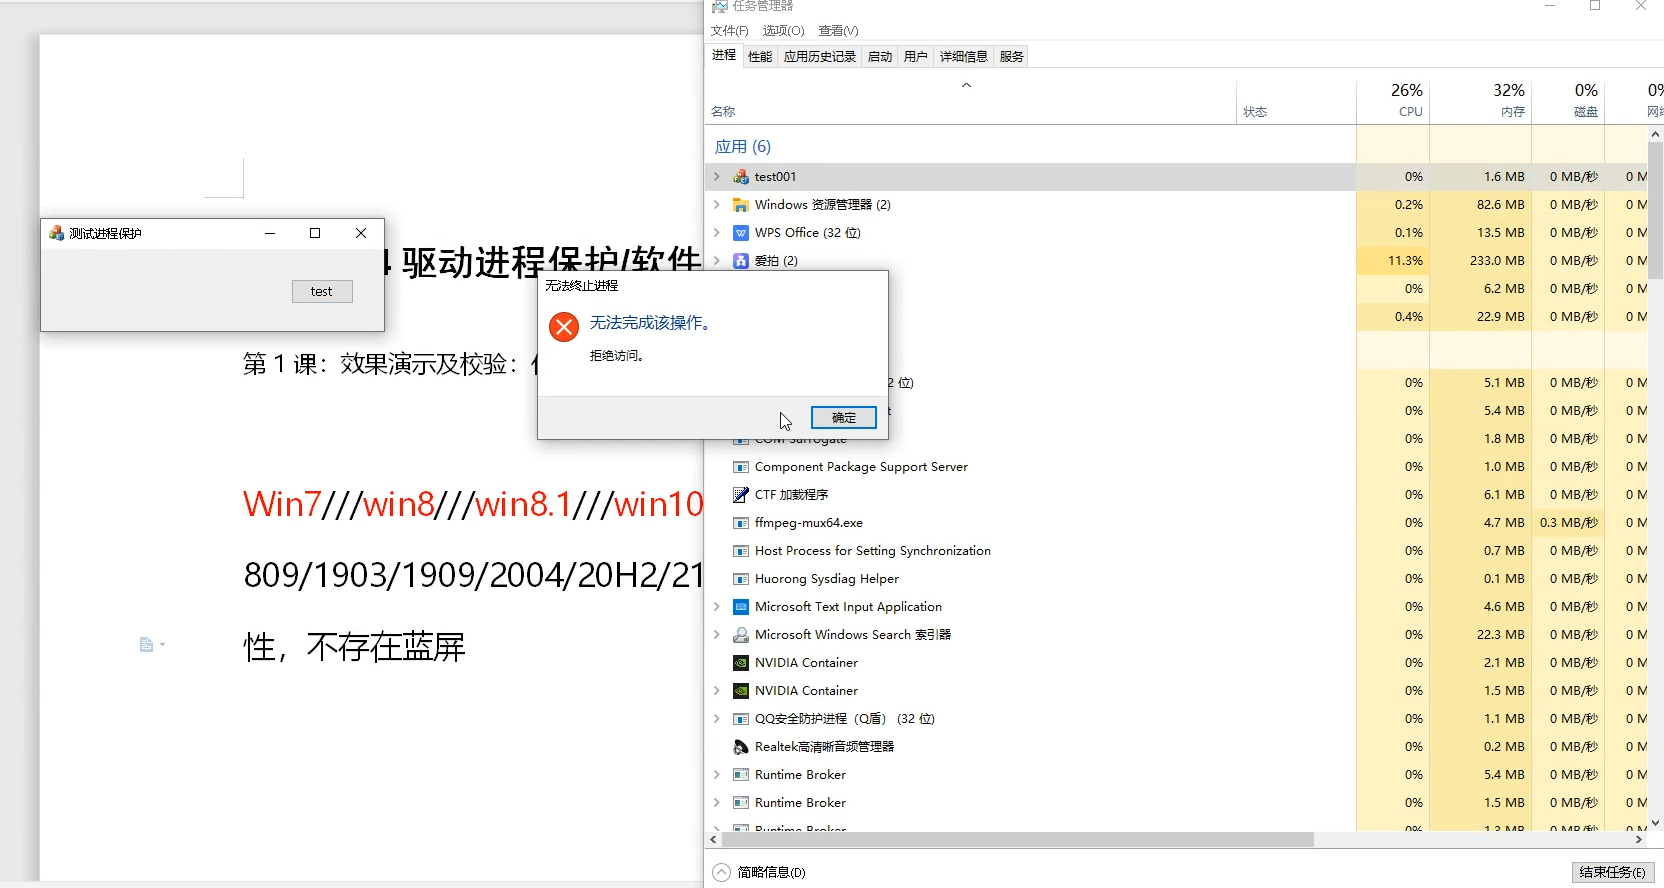 任务管理器
文件(F) 选项(O) 查看(V)
进程 性能 应用历史记录 启动 用户 详细信息 服务
26% 32% 0% 0%
名称 状态 CPU 内存 磁盘
应用 (6)
test001 0% 1.6 MB 0 MB/秒 0 M
Windows 资源管理器 (2) 0.2% 82.6 MB 0 MB/秒 0 M
WPS Office (32 位) 0.1% 13.5 MB 0 MB/秒 0 M
爱拍 (2) 11.3% 233.0 MB 0 MB/秒 0 M
0% 6.2 MB 0 MB/秒 0 M
0.4% 22.9 MB 0 MB/秒 0 M
位) 0% 5.1 MB 0 MB/秒 0 M
0% 5.4 MB 0 MB/秒 0 M
COM Surrogate 0% 1.8 MB 0 MB/秒 0 M
Component Package Support Server 0% 1.0 MB 0 MB/秒 0 M
CTF 加载程序 0% 6.1 MB 0 MB/秒 0 M
ffmpeg-mux64.exe 0% 4.7 MB 0.3 MB/秒 0 M
Host Process for Setting Synchronization 0% 0.7 MB 0 MB/秒 0 M
Huorong Sysdiag Helper 0% 0.1 MB 0 MB/秒 0 M
Microsoft Text Input Application 0% 4.6 MB 0 MB/秒 0 M
Microsoft Windows Search 索引器 0% 22.3 MB 0 MB/秒 0 M
NVIDIA Container 0% 2.1 MB 0 MB/秒 0 M
NVIDIA Container 0% 1.5 MB 0 MB/秒 0 M
QQ安全防护进程（Q盾） (32 位) 0% 1.1 MB 0 MB/秒 0 M
Realtek高清晰音频管理器 0% 0.2 MB 0 MB/秒 0 M
Runtime Broker 0% 5.4 MB 0 MB/秒 0 M
Runtime Broker 0% 1.5 MB 0 MB/秒 0 M
Runtime Broker 0% 1.3 MB 0 MB/秒 0 M
简略信息(D) 结束任务(E)
测试进程保护
test
驱动进程保护/软件
第 1 课：效果演示及校验：
Win7///win8///win8.1///win10
809/1903/1909/2004/20H2/21
性，不存在蓝屏
无法终止进程
无法完成该操作。
拒绝访问。
确定